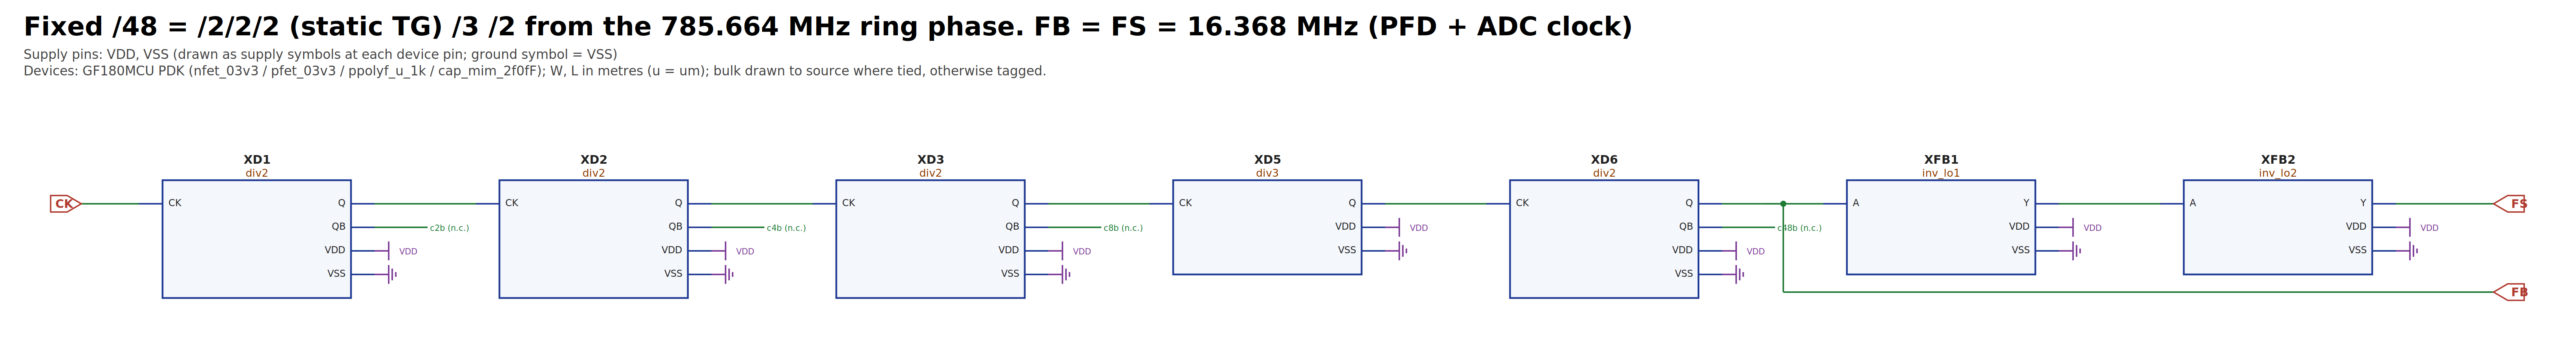 Fixed /48 = /2/2/2 (static TG) /3 /2 from the 785.664 MHz ring phase. FB = FS = 16.368 MHz (PFD + ADC clock)
Supply pins: VDD, VSS (drawn as supply symbols at each device pin; ground symbol = VSS)
Devices: GF180MCU PDK (nfet_03v3 / pfet_03v3 / ppolyf_u_1k / cap_mim_2f0fF); W, L in metres (u = um); bulk drawn to source where tied, otherwise tagged.
XD1 XD2 XD3 XD5 XD6 XFB1 XFB2
div2 div2 div2 div3 div2 inv_lo1 inv_lo2
CK CK Q CK Q CK Q CK Q CK Q A Y A Y FS
QB c2b (n.c.) QB c4b (n.c.) QB c8b (n.c.) VDD VDD QB c48b (n.c.) VDD VDD VDD VDD
VDD VDD VDD VDD VDD VDD VSS VDD VDD VSS VSS
VSS VSS VSS VSS
FB